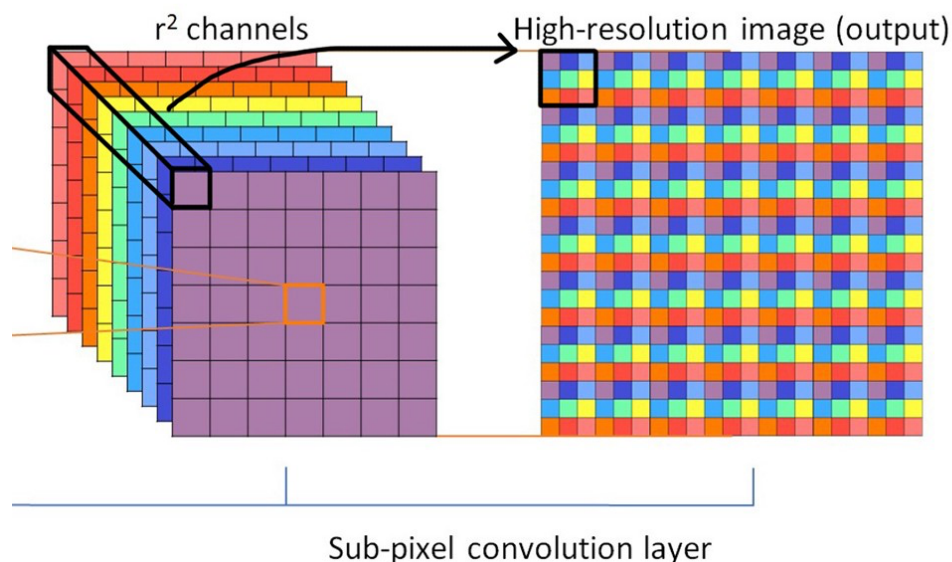 r² channels
High-resolution image (output)
Sub-pixel convolution layer